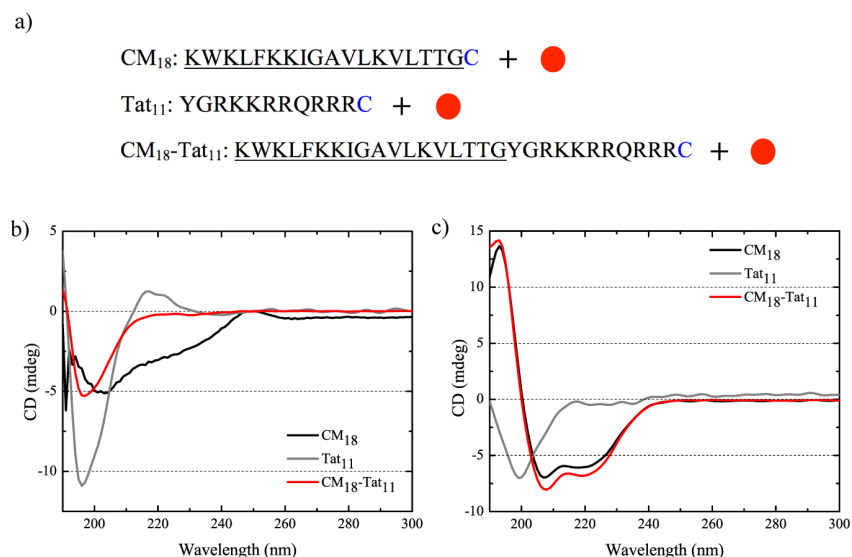 a)
CM₁₈: KWKLFKKIGAVLKVLTTGC +
Tat₁₁: YGRKKRRQRRRC +
CM₁₈-Tat₁₁: KWKLFKKIGAVLKVLTTGYGRKKRRQRRRC +
b)
0
-5
-10
CD (mdeg)
200 220 240 260 280 300
Wavelength (nm)
CM₁₈
Tat₁₁
CM₁₈-Tat₁₁
c)
15
10
5
0
-5
-10
CD (mdeg)
200 220 240 260 280 300
Wavelength (nm)
CM₁₈
Tat₁₁
CM₁₈-Tat₁₁